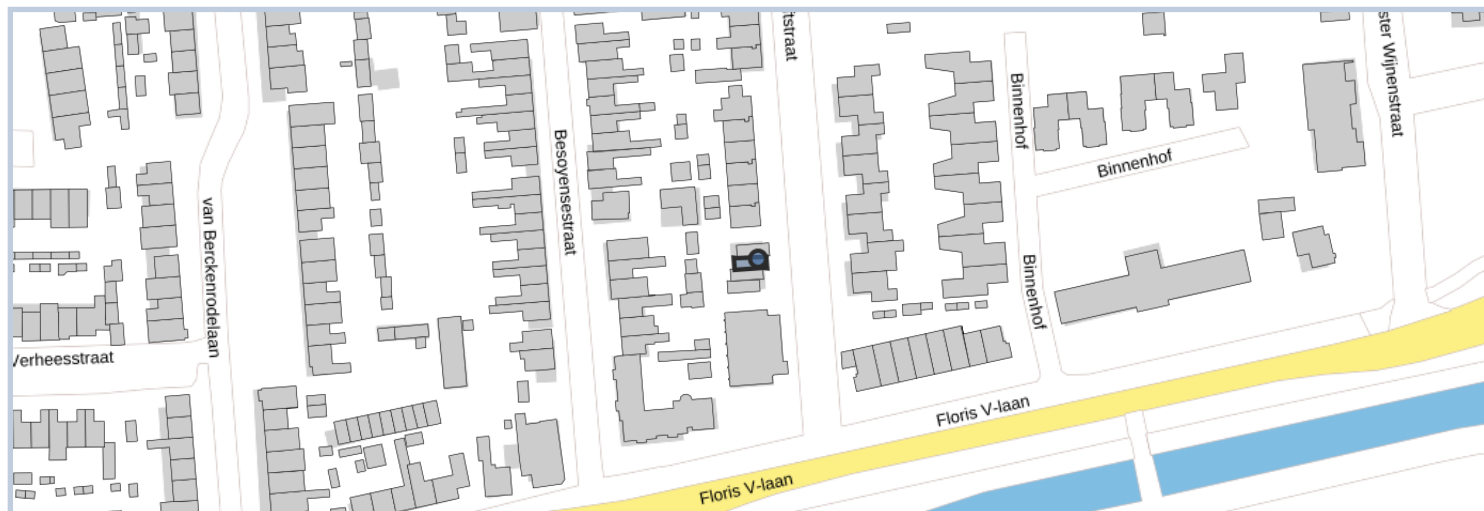 tstraat
ster Wijnenstraat
Binnenhof
Binnenhof
Besoyensestraat
van Berckenrodelaan
Binnenhof
Verheesstraat
Floris V-laan
Floris V-laan